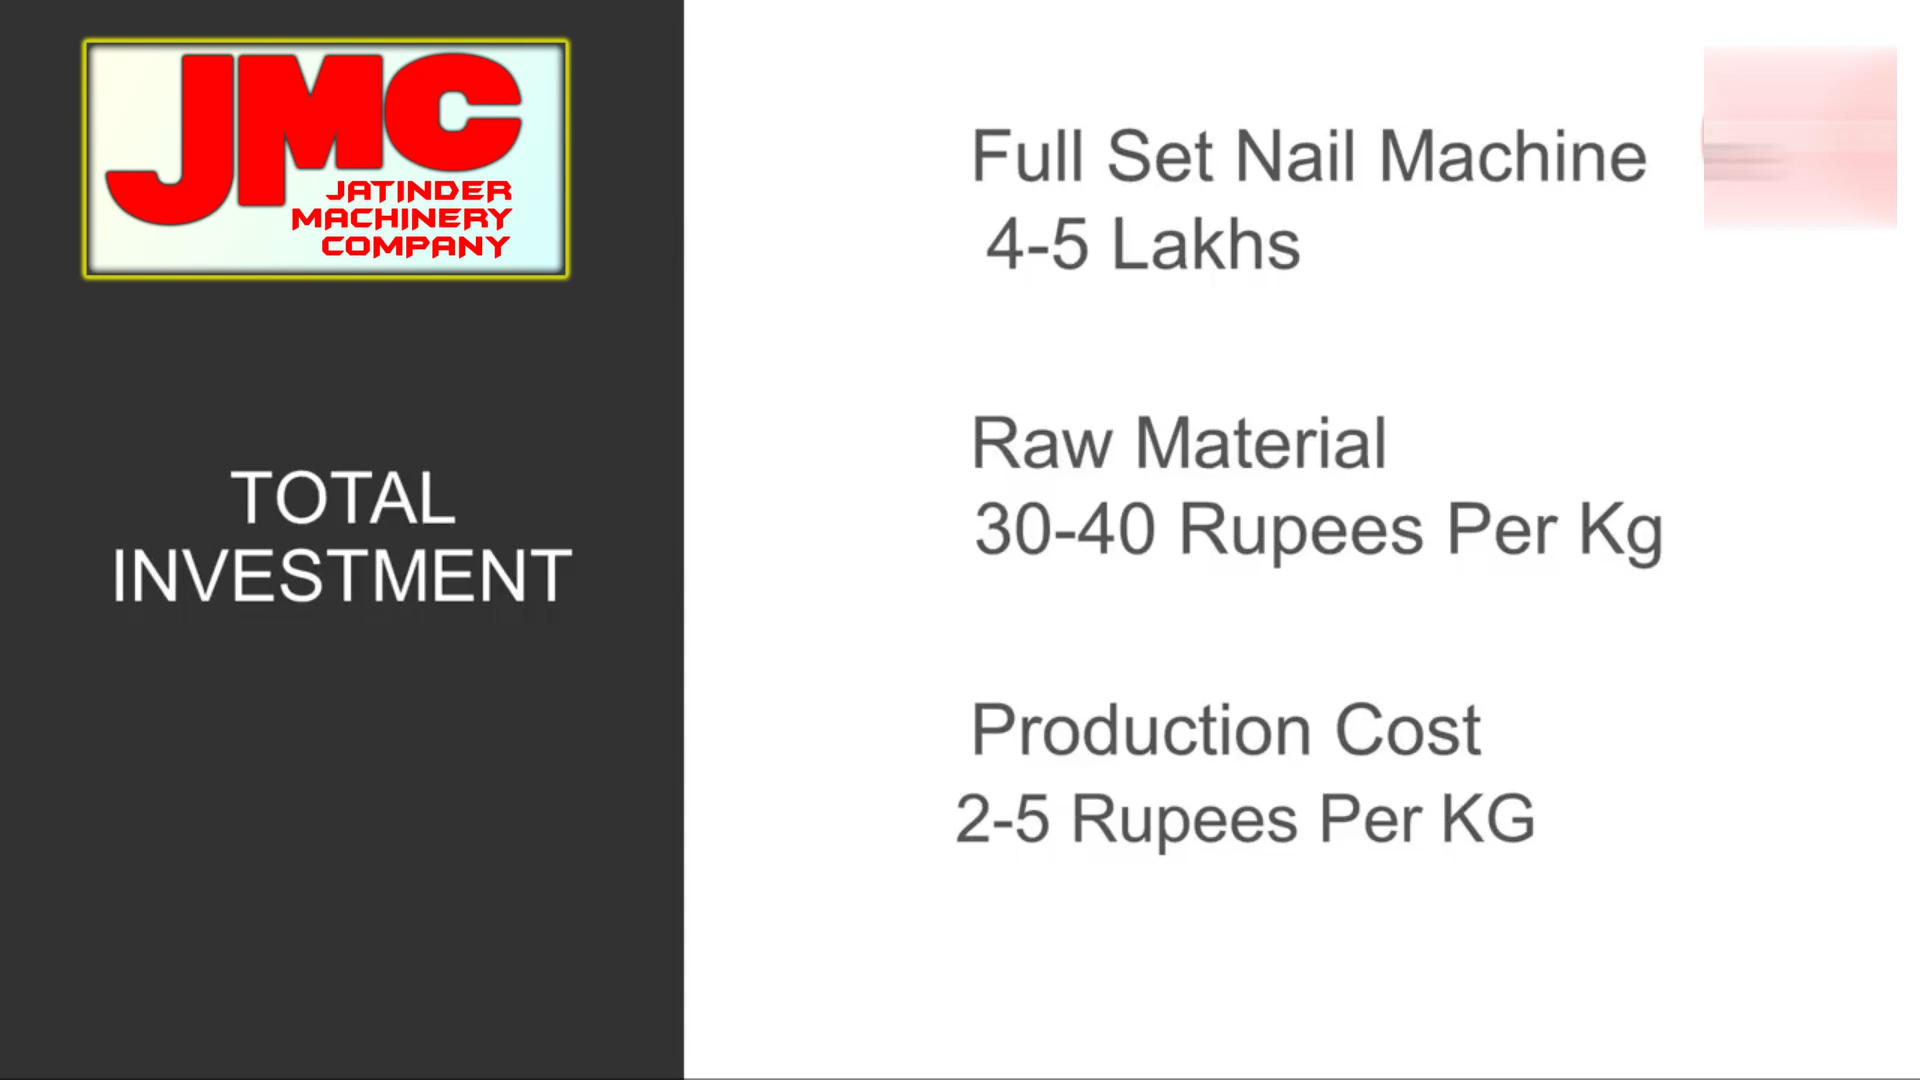 JMC
JATINDER
MACHINERY
COMPANY
TOTAL
INVESTMENT
Full Set Nail Machine
4-5 Lakhs
Raw Material
30-40 Rupees Per Kg
Production Cost
2-5 Rupees Per KG